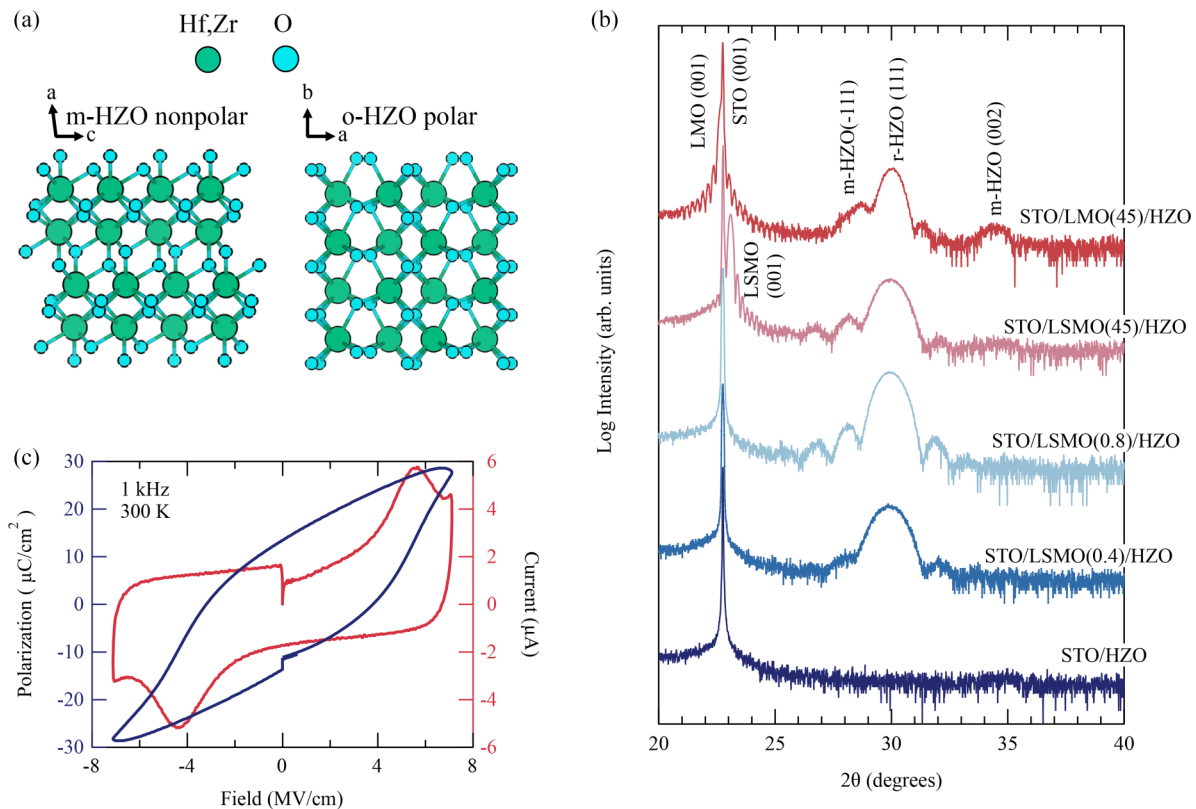 (a)
Hf,Zr O
a
m-HZO nonpolar
c
b
o-HZO polar
a
(b)
LMO (001)
STO (001)
LSMO
(001)
m-HZO(-111)
r-HZO (111)
m-HZO (002)
STO/LMO(45)/HZO
STO/LSMO(45)/HZO
STO/LSMO(0.8)/HZO
STO/LSMO(0.4)/HZO
STO/HZO
Log Intensity (arb. units)
20 25 30 35 40
2θ (degrees)
(c)
1 kHz
300 K
30
20
10
0
-10
-20
-30
Polarization ( μC/cm²)
6
4
2
0
-2
-4
-6
Current (μA)
-8 -4 0 4 8
Field (MV/cm)